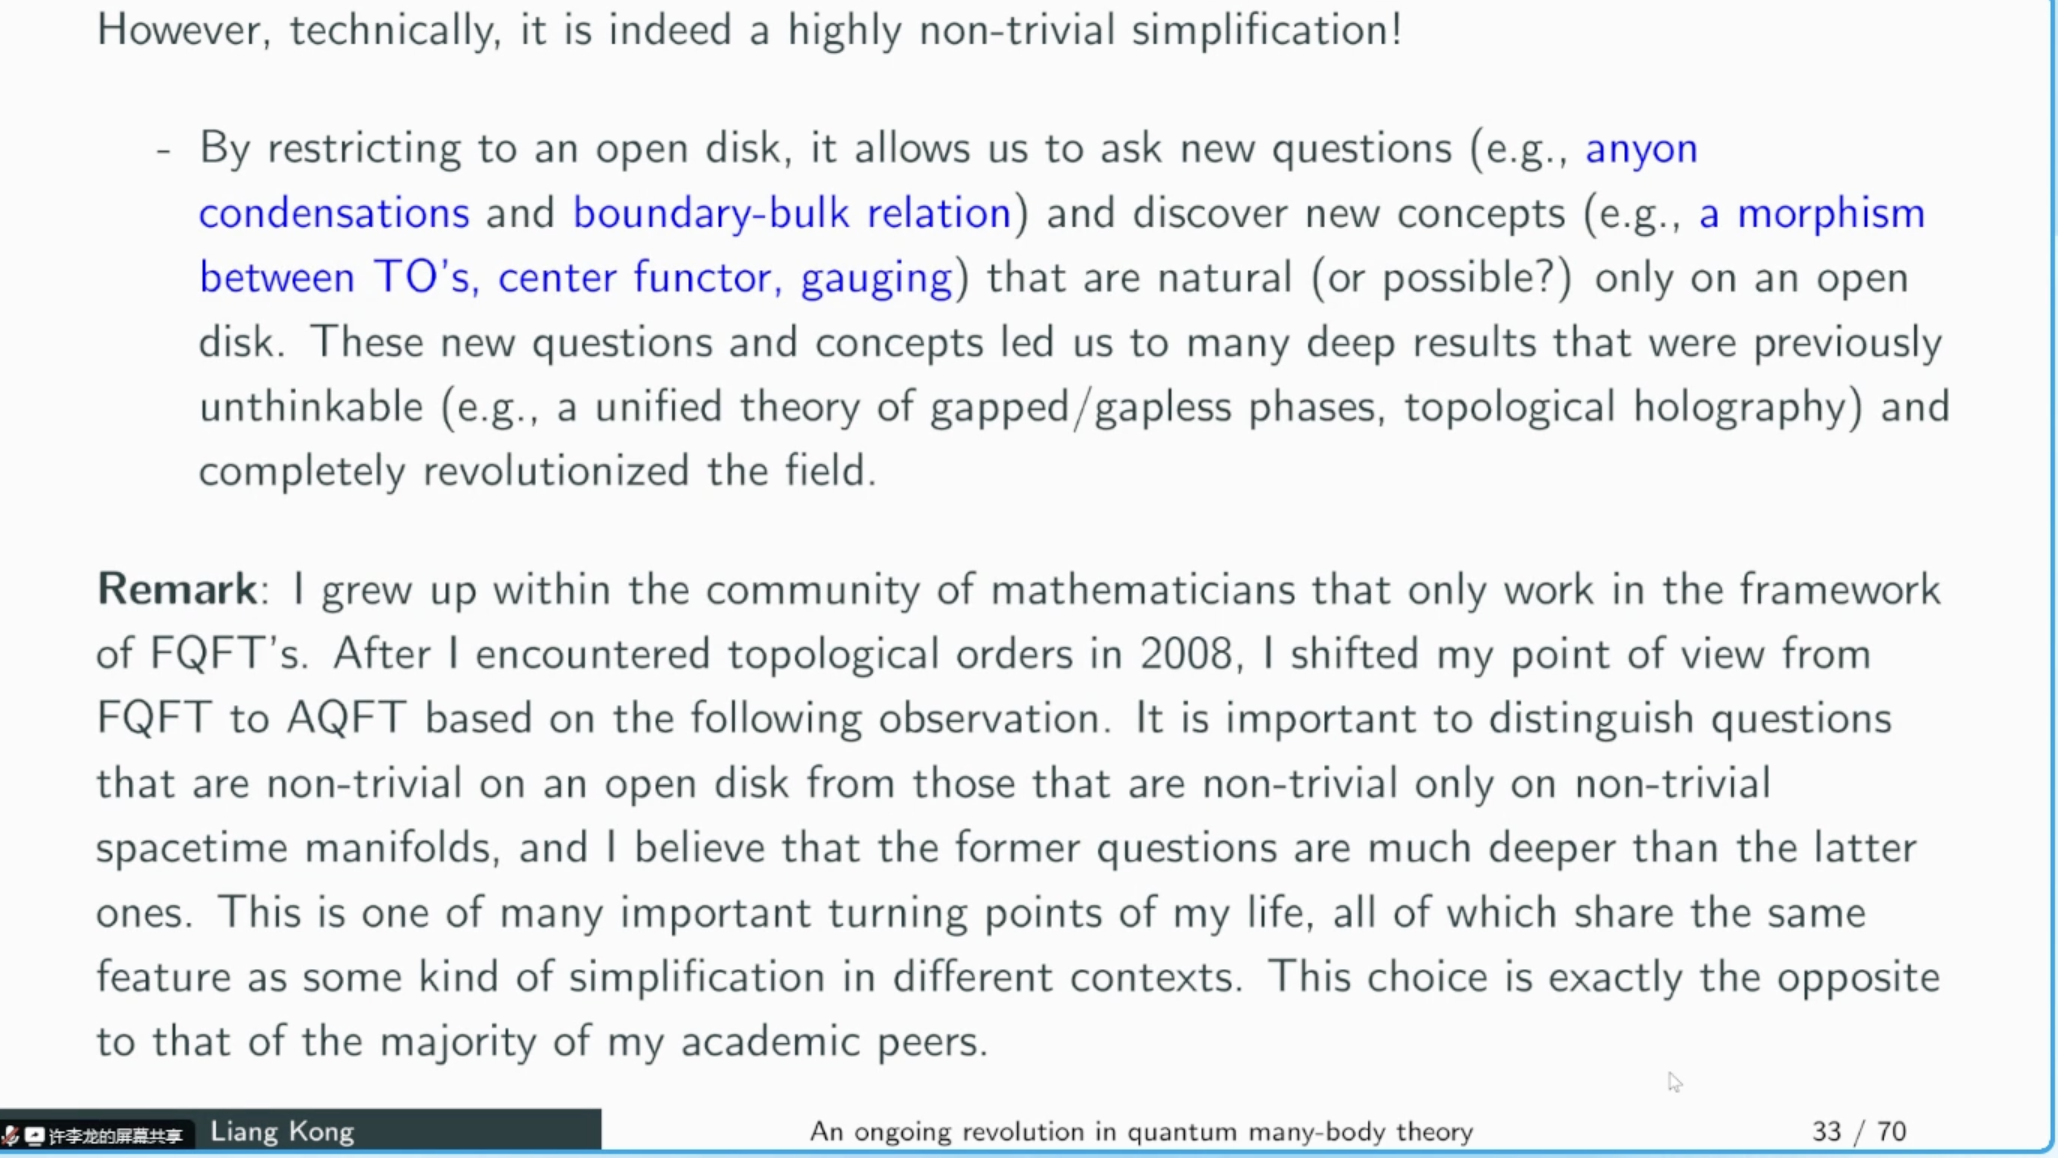 However, technically, it is indeed a highly non-trivial simplification!
- By restricting to an open disk, it allows us to ask new questions (e.g., anyon
condensations and boundary-bulk relation) and discover new concepts (e.g., a morphism
between TO's, center functor, gauging) that are natural (or possible?) only on an open
disk. These new questions and concepts led us to many deep results that were previously
unthinkable (e.g., a unified theory of gapped/gapless phases, topological holography) and
completely revolutionized the field.
Remark: I grew up within the community of mathematicians that only work in the framework
of FQFT's. After I encountered topological orders in 2008, I shifted my point of view from
FQFT to AQFT based on the following observation. It is important to distinguish questions
that are non-trivial on an open disk from those that are non-trivial only on non-trivial
spacetime manifolds, and I believe that the former questions are much deeper than the latter
ones. This is one of many important turning points of my life, all of which share the same
feature as some kind of simplification in different contexts. This choice is exactly the opposite
to that of the majority of my academic peers.
许李龙的屏幕共享 Liang Kong An ongoing revolution in quantum many-body theory 33 / 70